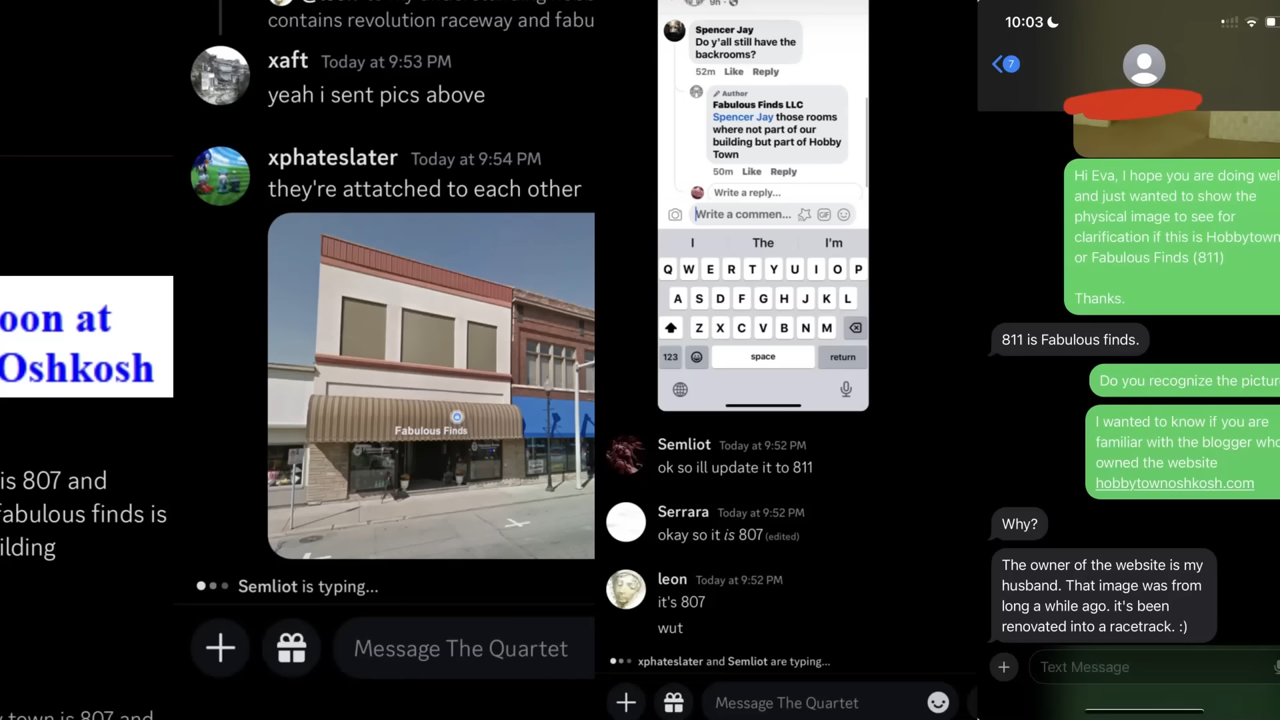 oon at
Oshkosh
is 807 and
fabulous finds is
ilding
town is 807 and
contains revolution raceway and fabu
xaft Today at 9:53 PM
yeah i sent pics above
xphateslater Today at 9:54 PM
they're attatched to each other
Fabulous Finds
Semliot is typing...
Message The Quartet
9h
Spencer Jay
Do y'all still have the
backrooms?
52m Like Reply
Author
Fabulous Finds LLC
Spencer Jay those rooms
where not part of our
building but part of Hobby
Town
50m Like Reply
Write a reply...
Write a commen... GIF
I The I'm
Q W E R T Y U I O P
A S D F G H J K L
Z X C V B N M
123 space return
Semliot Today at 9:52 PM
ok so ill update it to 811
Serrara Today at 9:52 PM
okay so it is 807 (edited)
leon Today at 9:52 PM
it's 807
wut
xphateslater and Semliot are typing...
Message The Quartet
10:03
7
Hi Eva, I hope you are doing wel
and just wanted to show the
physical image to see for
clarification if this is Hobbytown
or Fabulous Finds (811)
Thanks.
811 is Fabulous finds.
Do you recognize the pictur
I wanted to know if you are
familiar with the blogger who
owned the website
hobbytownoshkosh.com
Why?
The owner of the website is my
husband. That image was from
long a while ago. it's been
renovated into a racetrack. :)
Text Message